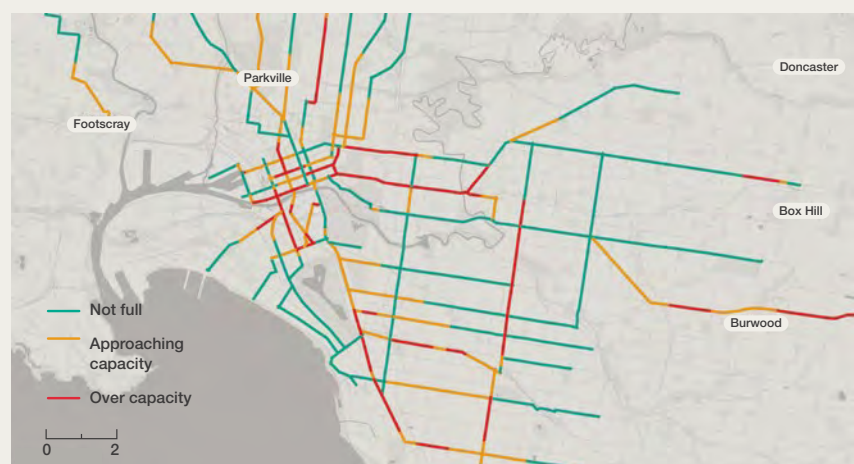 Parkville
Doncaster
Footscray
Box Hill
Burwood
Not full
Approaching
capacity
Over capacity
0 2